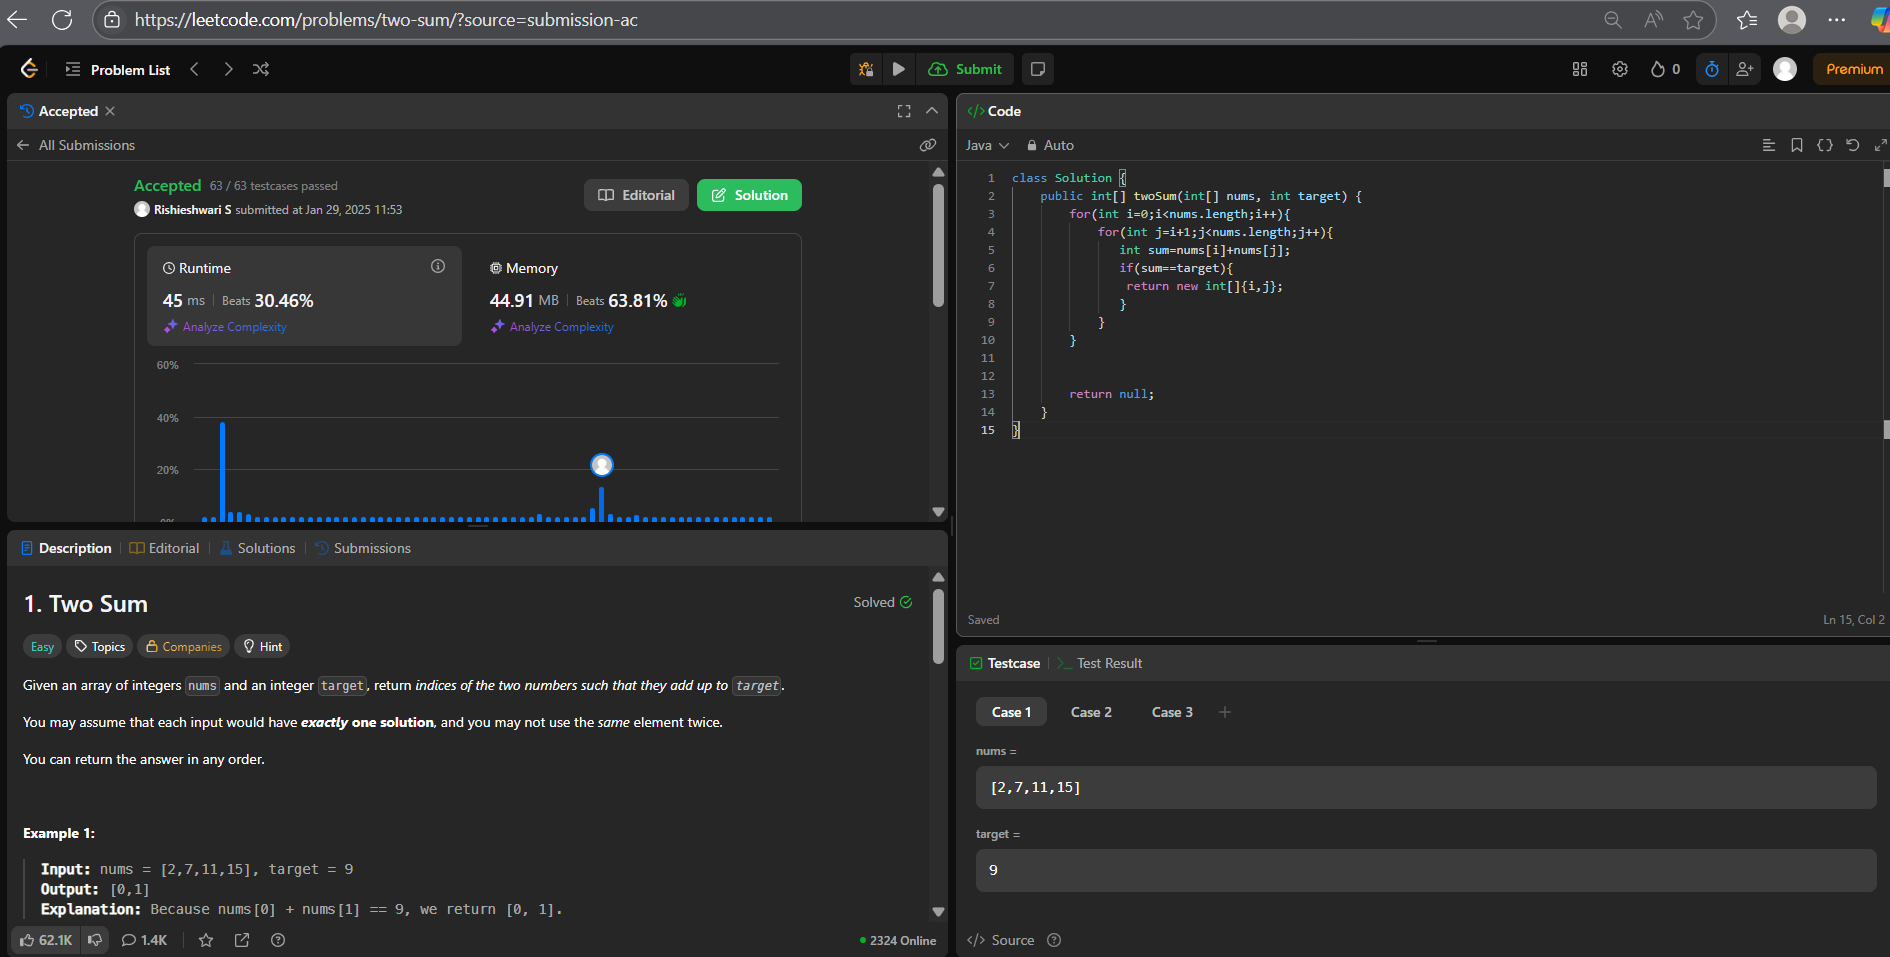 https://leetcode.com/problems/two-sum/?source=submission-ac
Problem List
Submit
0
Premium
Accepted
All Submissions
Accepted 63 / 63 testcases passed
Rishieshwari S submitted at Jan 29, 2025 11:53
Editorial
Solution
Runtime
45 ms | Beats 30.46%
Analyze Complexity
Memory
44.91 MB | Beats 63.81%
Analyze Complexity
60%
40%
20%
0%
Description | Editorial | Solutions | Submissions
1. Two Sum
Solved
Easy Topics Companies Hint
Given an array of integers nums and an integer target, return indices of the two numbers such that they add up to target.
You may assume that each input would have exactly one solution, and you may not use the same element twice.
You can return the answer in any order.
Example 1:
Input: nums = [2,7,11,15], target = 9
Output: [0,1]
Explanation: Because nums[0] + nums[1] == 9, we return [0, 1].
62.1K 1.4K
2324 Online
</> Code
Java Auto
1 class Solution {
2 public int[] twoSum(int[] nums, int target) {
3 for(int i=0;i<nums.length;i++){
4 for(int j=i+1;j<nums.length;j++){
5 int sum=nums[i]+nums[j];
6 if(sum==target){
7 return new int[]{i,j};
8 }
9 }
10 }
11
12
13 return null;
14 }
15 }
Saved
Ln 15, Col 2
Testcase | Test Result
Case 1 Case 2 Case 3 +
nums =
[2,7,11,15]
target =
9
</> Source